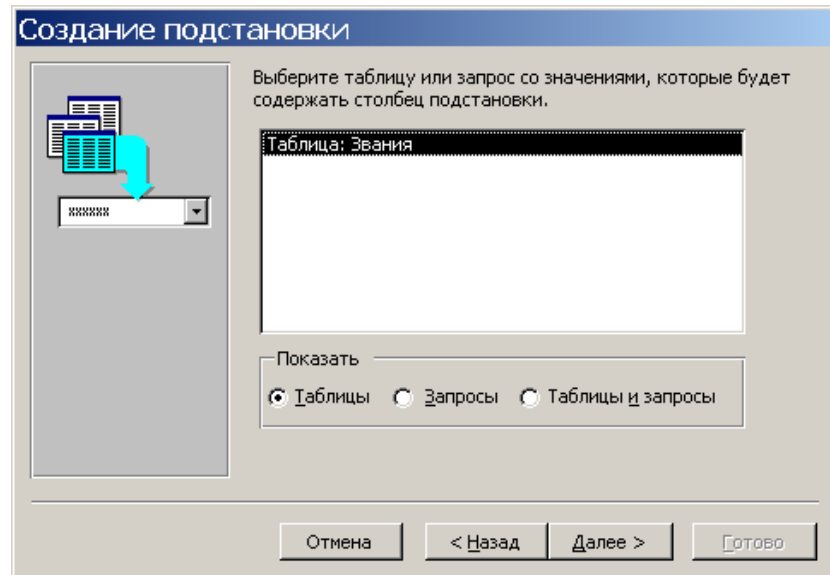 Создание подстановки
Выберите таблицу или запрос со значениями, которые будет
содержать столбец подстановки.
Таблица: Звания
xxxxxx
Показать
Таблицы Запросы Таблицы и запросы
Отмена < Назад Далее > Готово